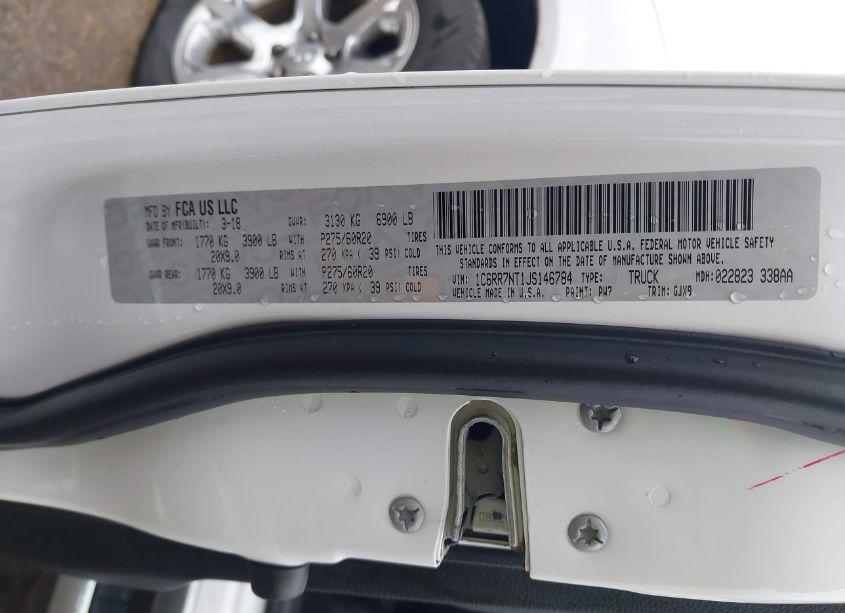 MFD BY FCA US LLC
DATE OF MFR(BUILT): 3-18 GVWR: 3130 KG 6900 LB
GAWR FRONT: 1770 KG 3900 LB WITH P275/60R20 TIRES
20X9.0 RIMS AT 270 KPA ( 39 PSI) COLD
GAWR REAR: 1770 KG 3900 LB WITH P275/60R20 TIRES
20X9.0 RIMS AT 270 KPA ( 39 PSI) COLD
THIS VEHICLE CONFORMS TO ALL APPLICABLE U.S.A. FEDERAL MOTOR VEHICLE SAFETY
STANDARDS IN EFFECT ON THE DATE OF MANUFACTURE SHOWN ABOVE.
VIN: 1C6RR7NT1JS146784 TYPE: TRUCK MDH: 022823 338AA
VEHICLE MADE IN U.S.A. PAINT: PW7 TRIM: GJX9